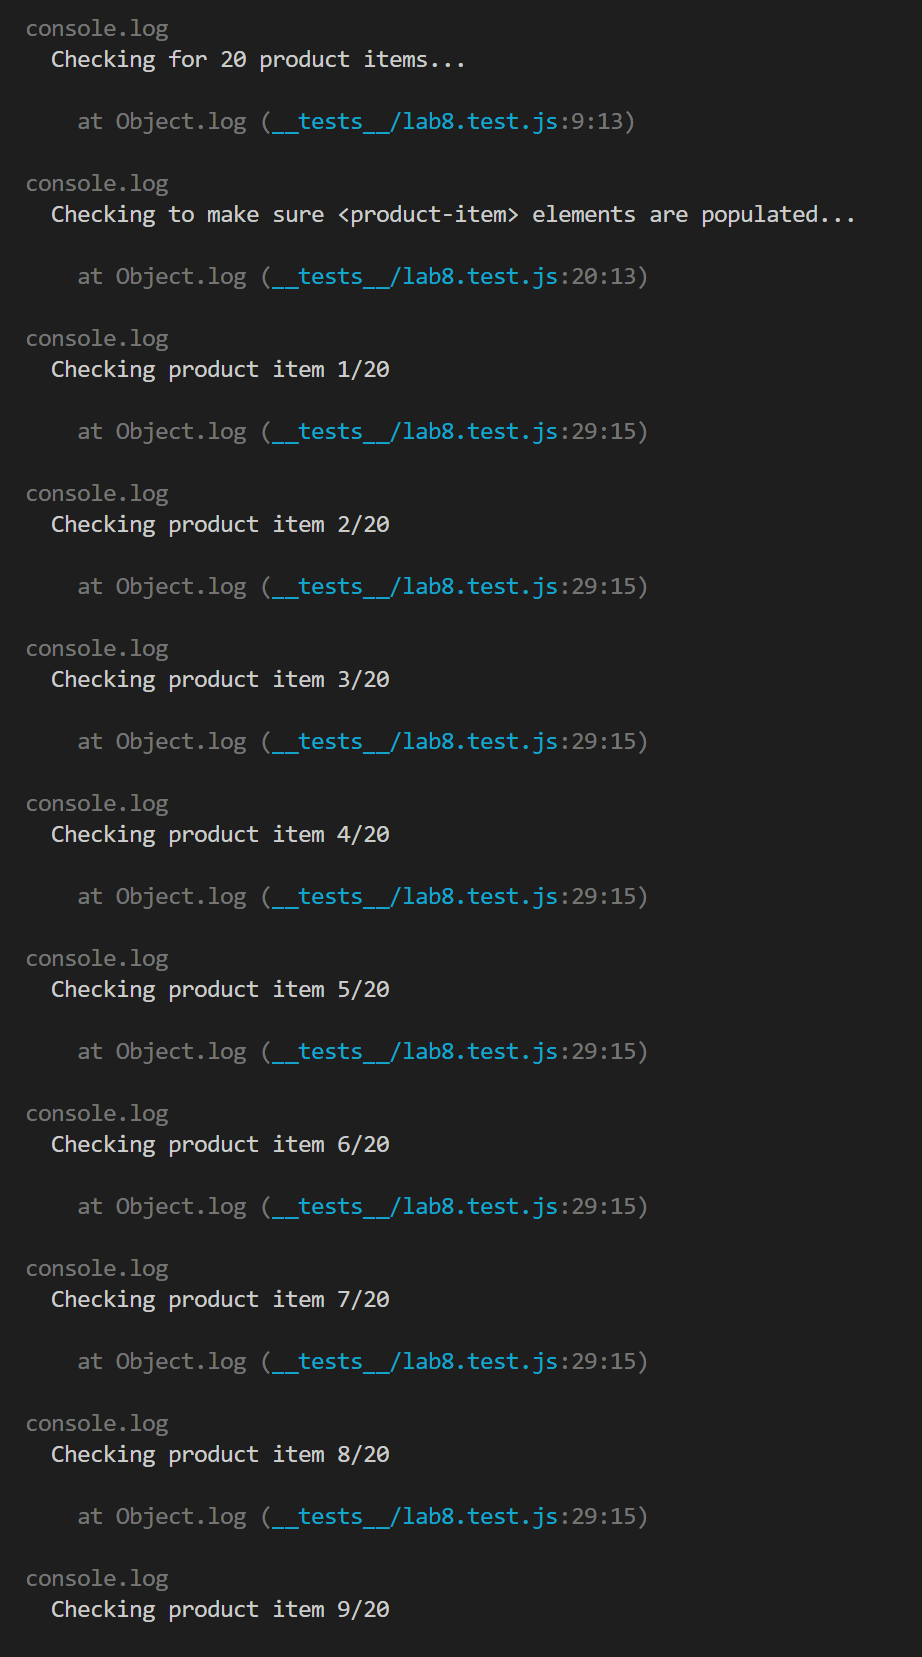 console.log
Checking for 20 product items...
at Object.log (__tests__/lab8.test.js:9:13)
console.log
Checking to make sure <product-item> elements are populated...
at Object.log (__tests__/lab8.test.js:20:13)
console.log
Checking product item 1/20
at Object.log (__tests__/lab8.test.js:29:15)
console.log
Checking product item 2/20
at Object.log (__tests__/lab8.test.js:29:15)
console.log
Checking product item 3/20
at Object.log (__tests__/lab8.test.js:29:15)
console.log
Checking product item 4/20
at Object.log (__tests__/lab8.test.js:29:15)
console.log
Checking product item 5/20
at Object.log (__tests__/lab8.test.js:29:15)
console.log
Checking product item 6/20
at Object.log (__tests__/lab8.test.js:29:15)
console.log
Checking product item 7/20
at Object.log (__tests__/lab8.test.js:29:15)
console.log
Checking product item 8/20
at Object.log (__tests__/lab8.test.js:29:15)
console.log
Checking product item 9/20